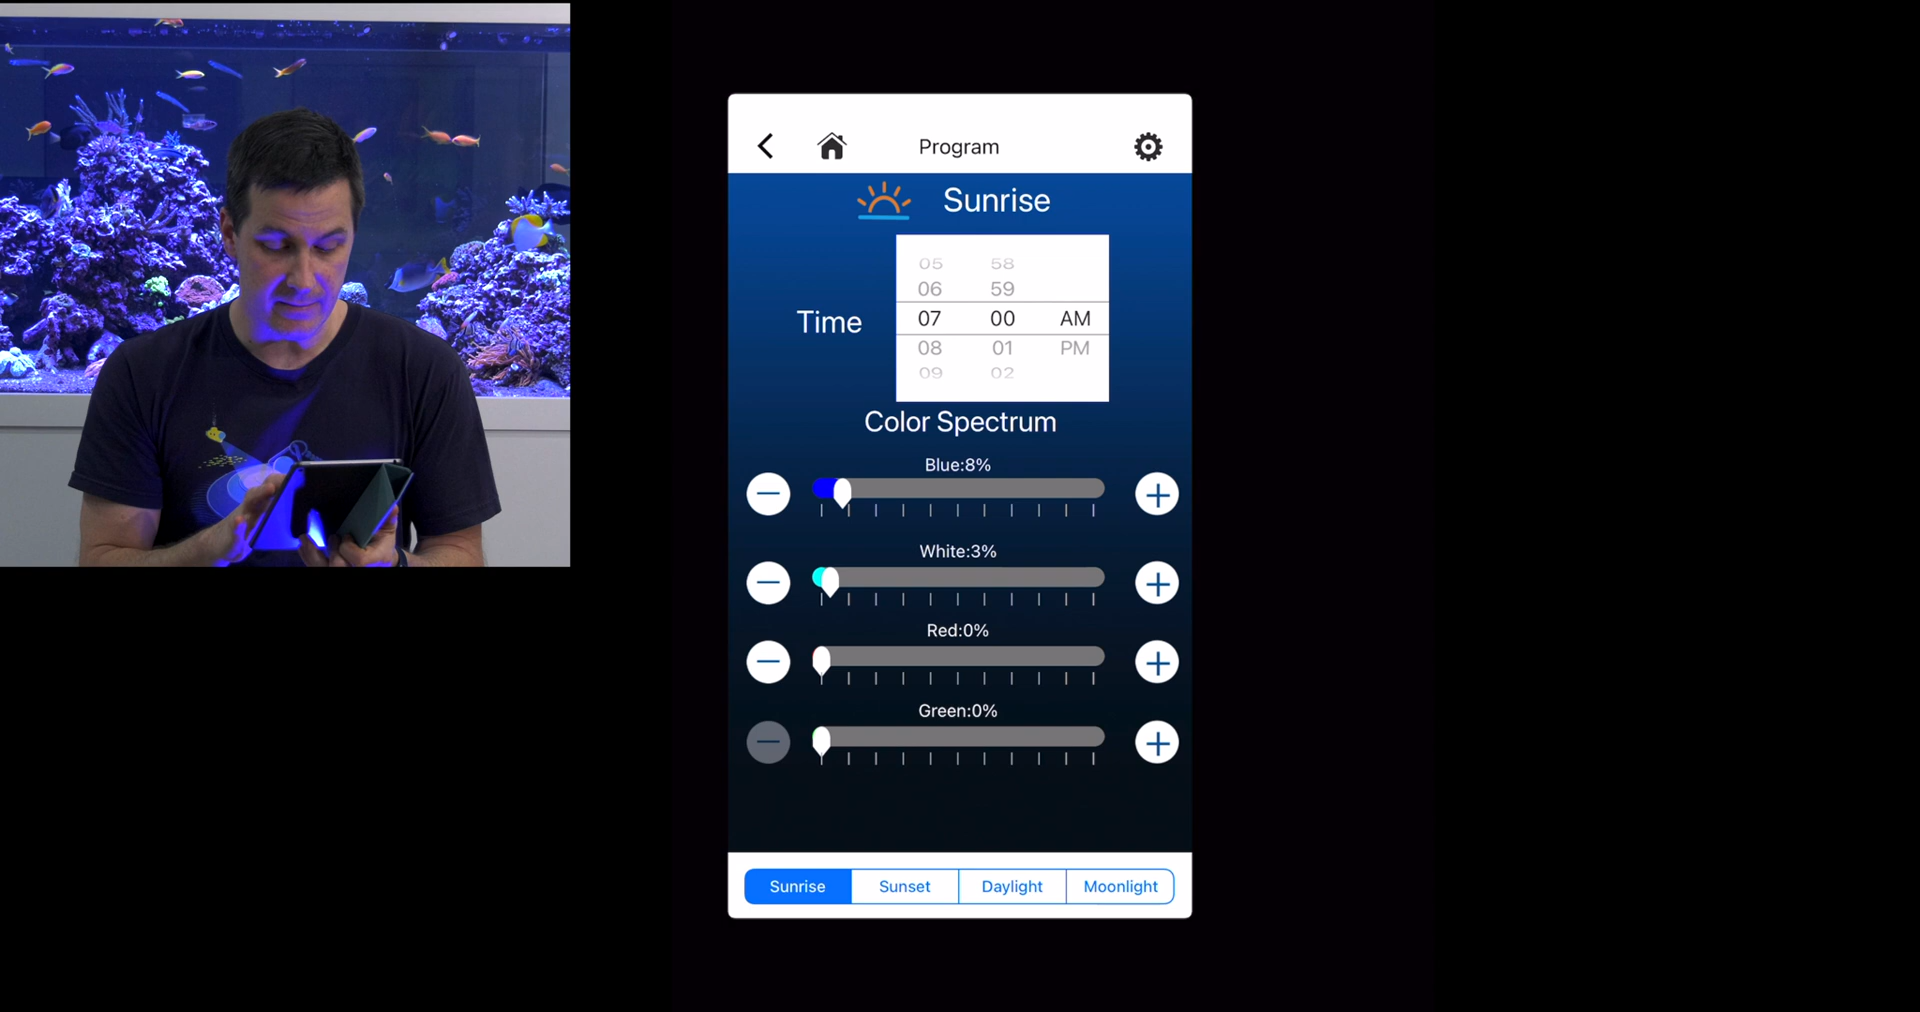 Program
Sunrise
05 58
06 59
Time 07 00 AM
08 01 PM
09 02
Color Spectrum
Blue:8%
White:3%
Red:0%
Green:0%
Sunrise Sunset Daylight Moonlight